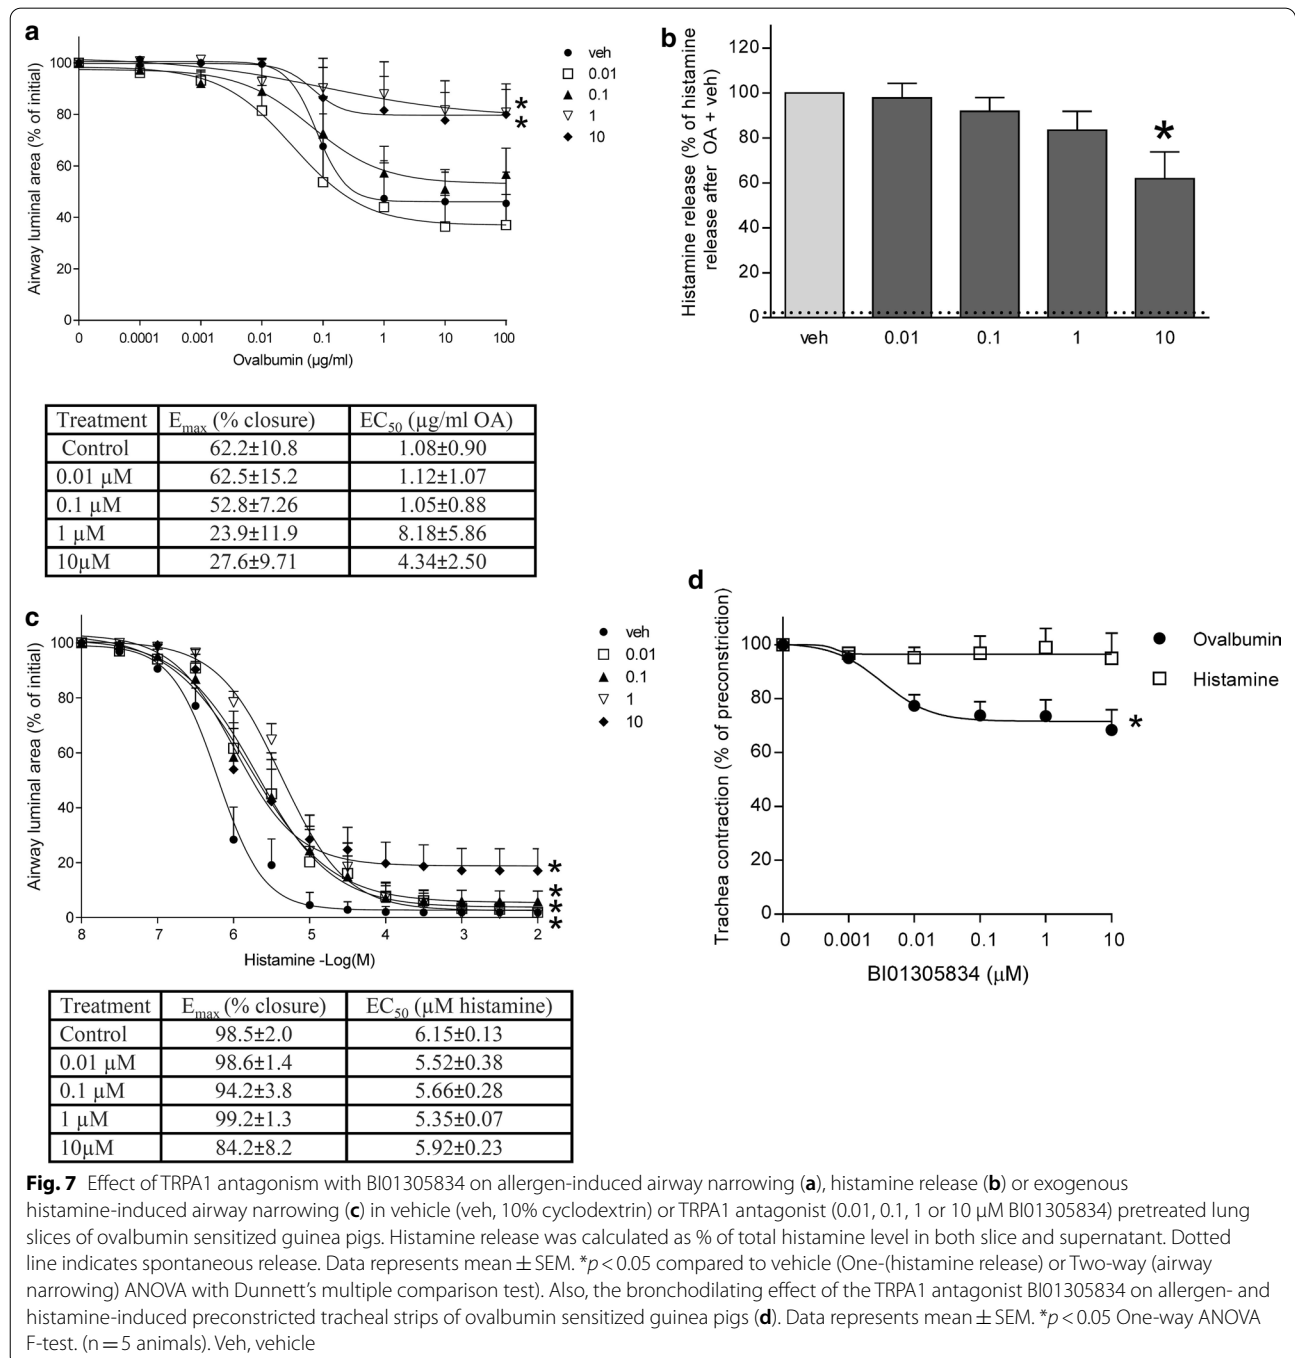 a
Airway luminal area (% of initial)
100
80
60
40
20
0
0 0.0001 0.001 0.01 0.1 1 10 100
Ovalbumin (µg/ml)
veh
0.01
0.1
1
10
*
*
b
Histamine release (% of histamine
release after OA + veh)
120
100
80
60
40
20
0
veh 0.01 0.1 1 10
*
Treatment E_max (% closure) EC_50 (µg/ml OA)
Control 62.2±10.8 1.08±0.90
0.01 µM 62.5±15.2 1.12±1.07
0.1 µM 52.8±7.26 1.05±0.88
1 µM 23.9±11.9 8.18±5.86
10µM 27.6±9.71 4.34±2.50
c
Airway luminal area (% of initial)
100
80
60
40
20
0
8 7 6 5 4 3 2
Histamine -Log(M)
veh
0.01
0.1
1
10
*
*
*
*
d
Trachea contraction (% of preconstriction)
100
80
60
40
20
0
0 0.001 0.01 0.1 1 10
BI01305834 (µM)
Ovalbumin
Histamine
*
Treatment E_max (% closure) EC_50 (µM histamine)
Control 98.5±2.0 6.15±0.13
0.01 µM 98.6±1.4 5.52±0.38
0.1 µM 94.2±3.8 5.66±0.28
1 µM 99.2±1.3 5.35±0.07
10µM 84.2±8.2 5.92±0.23
Fig. 7 Effect of TRPA1 antagonism with BI01305834 on allergen-induced airway narrowing (a), histamine release (b) or exogenous
histamine-induced airway narrowing (c) in vehicle (veh, 10% cyclodextrin) or TRPA1 antagonist (0.01, 0.1, 1 or 10 µM BI01305834) pretreated lung
slices of ovalbumin sensitized guinea pigs. Histamine release was calculated as % of total histamine level in both slice and supernatant. Dotted
line indicates spontaneous release. Data represents mean ± SEM. *p < 0.05 compared to vehicle (One-(histamine release) or Two-way (airway
narrowing) ANOVA with Dunnett's multiple comparison test). Also, the bronchodilating effect of the TRPA1 antagonist BI01305834 on allergen- and
histamine-induced preconstricted tracheal strips of ovalbumin sensitized guinea pigs (d). Data represents mean ± SEM. *p < 0.05 One-way ANOVA
F-test. (n = 5 animals). Veh, vehicle